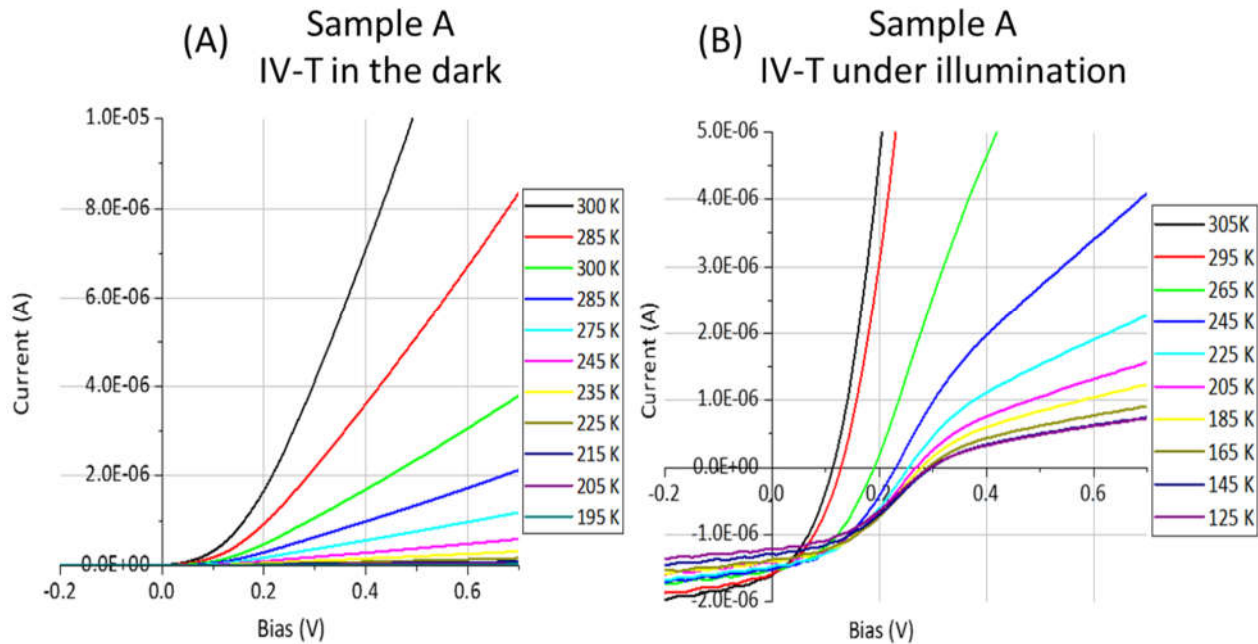 (A)
Sample A
IV-T in the dark
1.0E-05
8.0E-06
6.0E-06
4.0E-06
2.0E-06
0.0E+00
-0.2
0.0
0.2
0.4
0.6
Current (A)
Bias (V)
300 K
285 K
300 K
285 K
275 K
245 K
235 K
225 K
215 K
205 K
195 K
(B)
Sample A
IV-T under illumination
5.0E-06
4.0E-06
3.0E-06
2.0E-06
1.0E-06
0.0E+00
-1.0E-06
-2.0E-06
-0.2
0.0
0.2
0.4
0.6
Current (A)
Bias (V)
305K
295 K
265 K
245 K
225 K
205 K
185 K
165 K
145 K
125 K